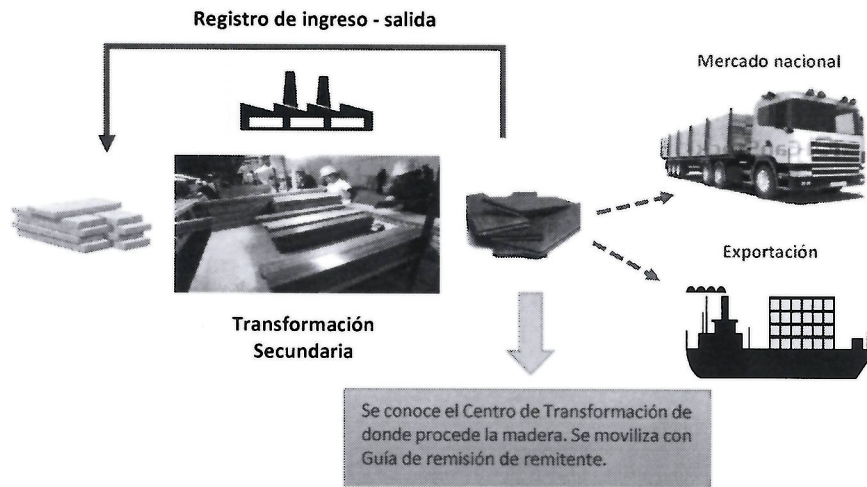 Registro de ingreso - salida
Mercado nacional
Exportación
Transformación
Secundaria
Se conoce el Centro de Transformación de
donde procede la madera. Se moviliza con
Guía de remisión de remitente.